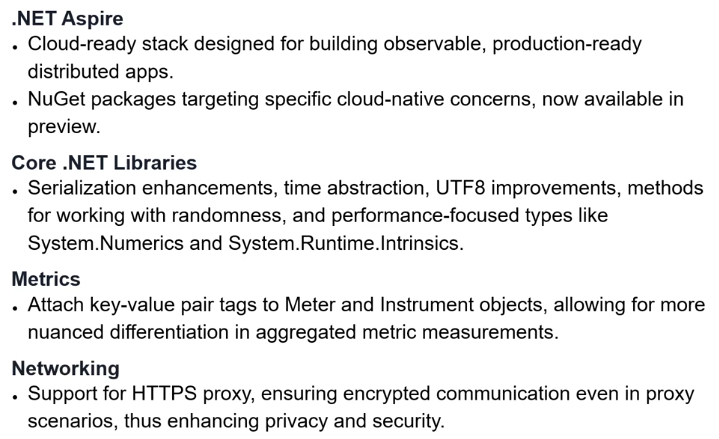 .NET Aspire
• Cloud-ready stack designed for building observable, production-ready
distributed apps.
• NuGet packages targeting specific cloud-native concerns, now available in
preview.
Core .NET Libraries
• Serialization enhancements, time abstraction, UTF8 improvements, methods
for working with randomness, and performance-focused types like
System.Numerics and System.Runtime.Intrinsics.
Metrics
• Attach key-value pair tags to Meter and Instrument objects, allowing for more
nuanced differentiation in aggregated metric measurements.
Networking
• Support for HTTPS proxy, ensuring encrypted communication even in proxy
scenarios, thus enhancing privacy and security.